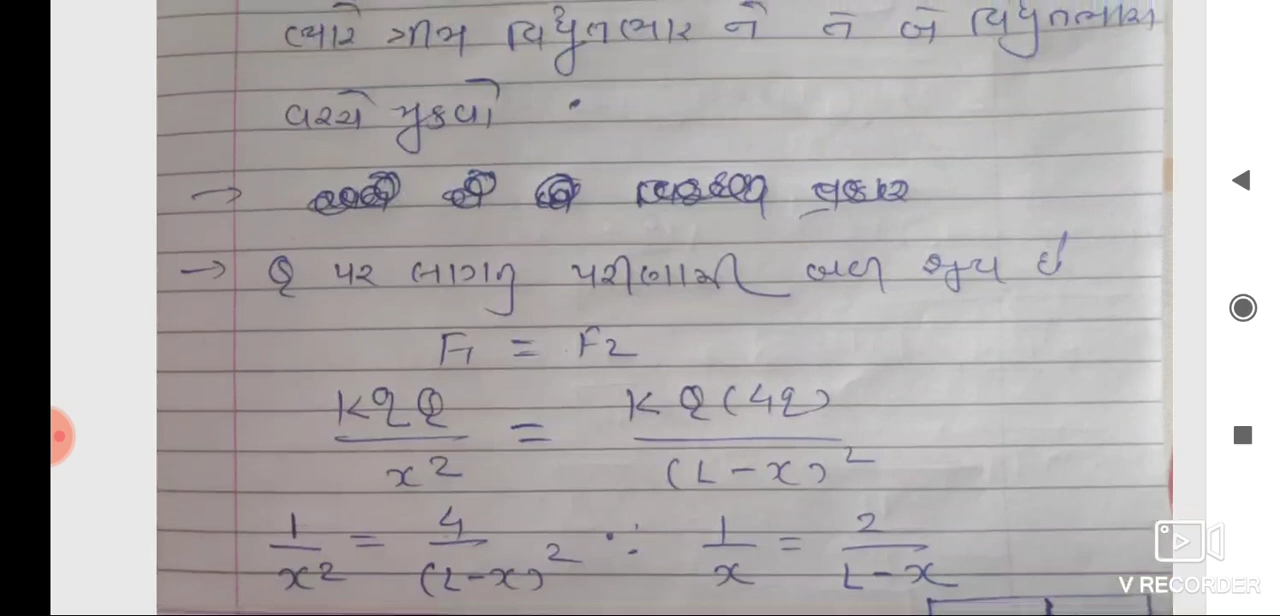 ત્યારે ગમે વિધુતભાર ને તે બે વિધુતભાર
વચ્ચે મુકવો .
→
→ Q પર લાગતુ પરીણામી બળ શૂન્ય છે
F1 = F2
KqQ / x² = KQ(4q) / (L-x)²
1/x² = 4/(L-x)² ∵ 1/x = 2/(L-x)
V RECORDER